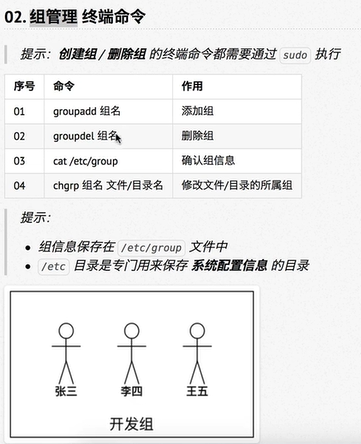 02. 组管理 终端命令
提示：创建组 / 删除组 的终端命令都需要通过 sudo 执行
序号 命令 作用
01 groupadd 组名 添加组
02 groupdel 组名 删除组
03 cat /etc/group 确认组信息
04 chgrp 组名 文件/目录名 修改文件/目录的所属组
提示：
• 组信息保存在 /etc/group 文件中
• /etc 目录是专门用来保存 系统配置信息 的目录
张三 李四 王五
开发组